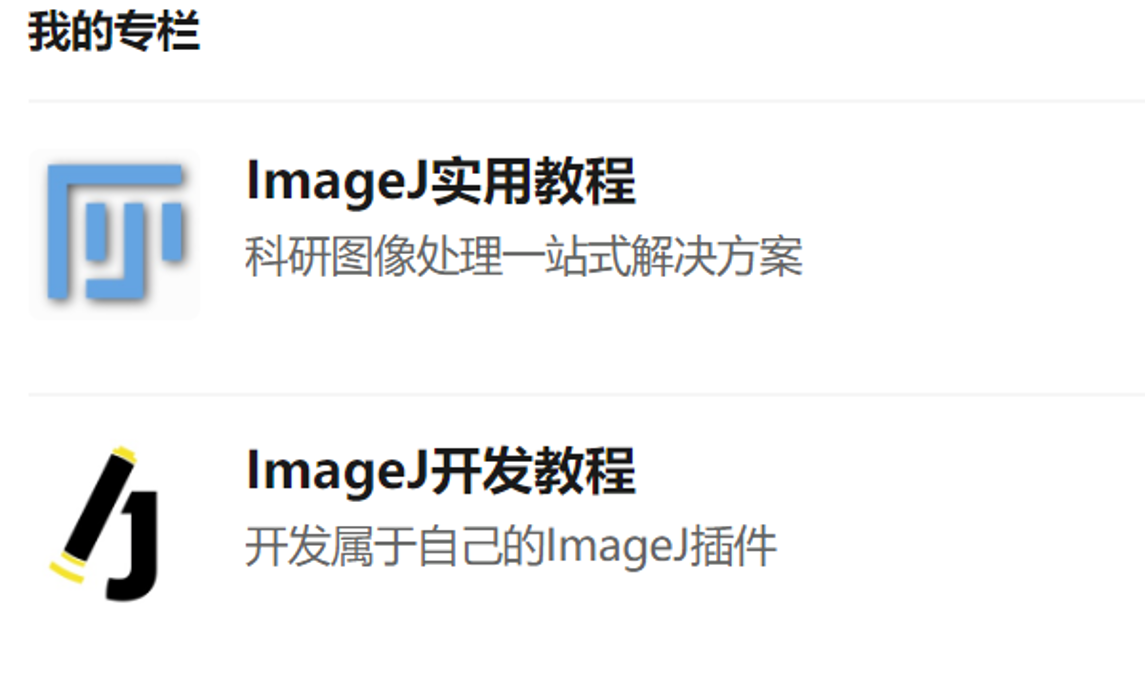 我的专栏
ImageJ实用教程
科研图像处理一站式解决方案
ImageJ开发教程
开发属于自己的ImageJ插件